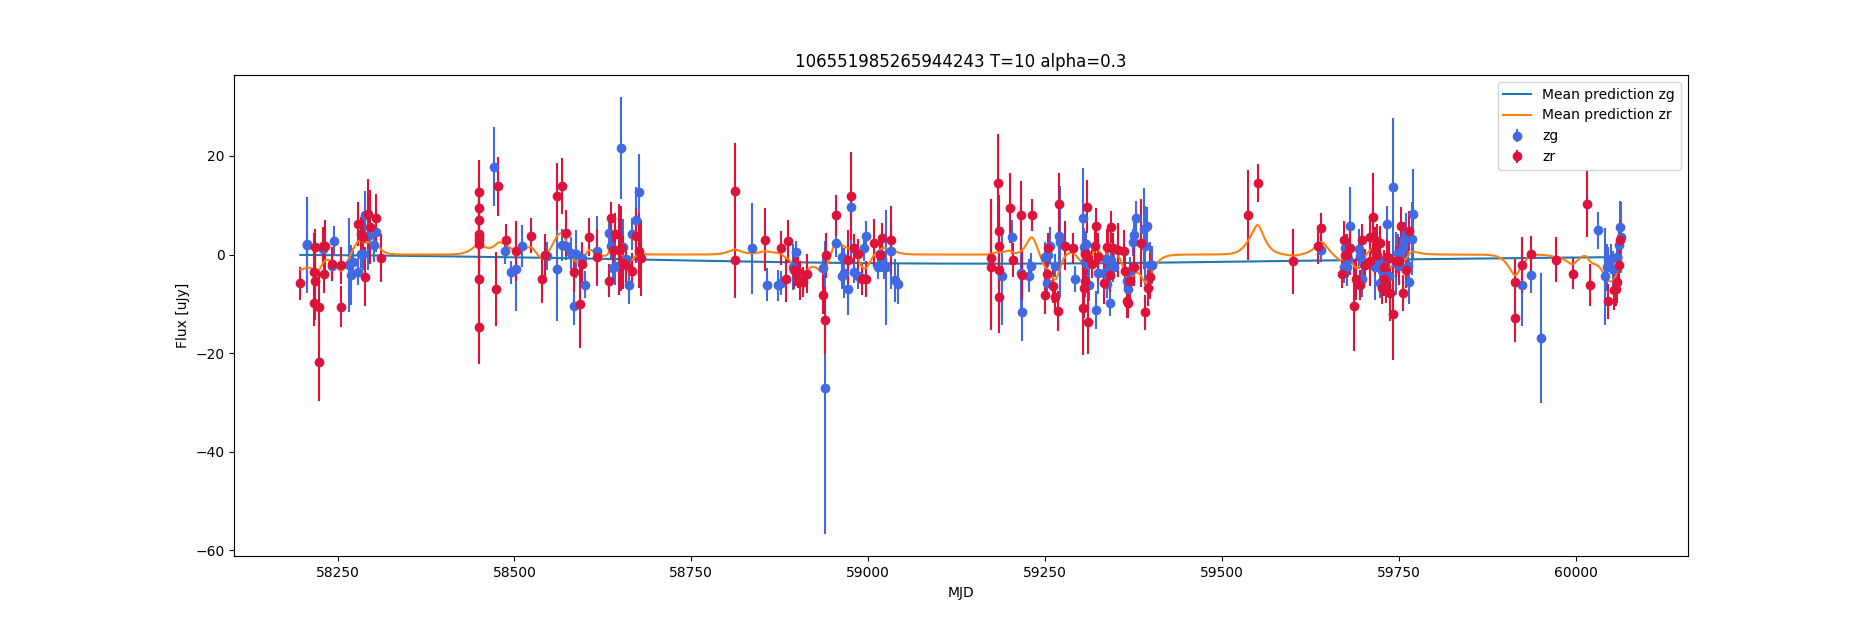 106551985265944243 T=10 alpha=0.3
Mean prediction zg
Mean prediction zr
zg
zr
Flux [uJy]
20
0
−20
−40
−60
58250
58500
58750
59000
59250
59500
59750
60000
MJD